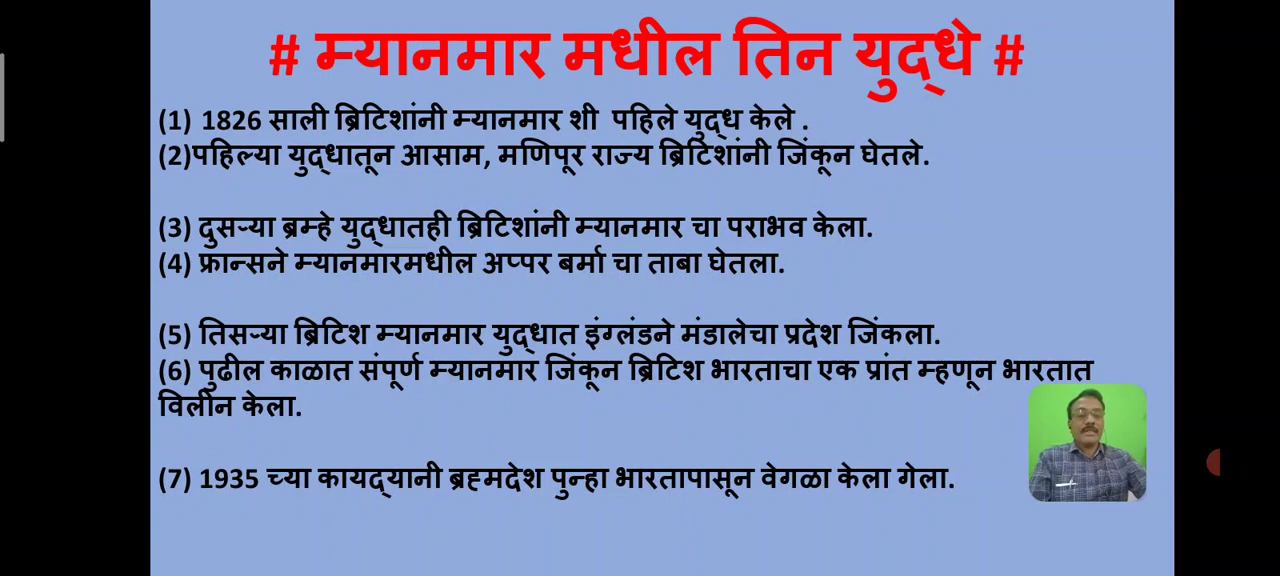 # म्यानमार मधील तिन युद्धे #
(1) 1826 साली ब्रिटिशांनी म्यानमार शी पहिले युद्ध केले .
(2)पहिल्या युद्धातून आसाम, मणिपूर राज्य ब्रिटिशांनी जिंकून घेतले.
(3) दुसऱ्या ब्रम्हे युद्धातही ब्रिटिशांनी म्यानमार चा पराभव केला.
(4) फ्रान्सने म्यानमारमधील अप्पर बर्मा चा ताबा घेतला.
(5) तिसऱ्या ब्रिटिश म्यानमार युद्धात इंग्लंडने मंडालेचा प्रदेश जिंकला.
(6) पुढील काळात संपूर्ण म्यानमार जिंकून ब्रिटिश भारताचा एक प्रांत म्हणून भारतात
विलीन केला.
(7) 1935 च्या कायद्यानी ब्रह्मदेश पुन्हा भारतापासून वेगळा केला गेला.